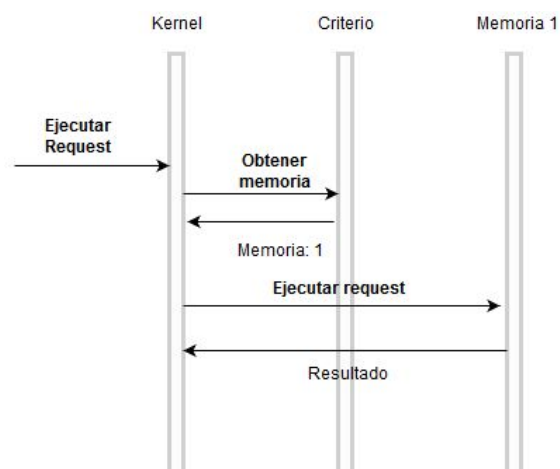 Kernel
Criterio
Memoria 1
Ejecutar
Request
Obtener
memoria
Memoria: 1
Ejecutar request
Resultado